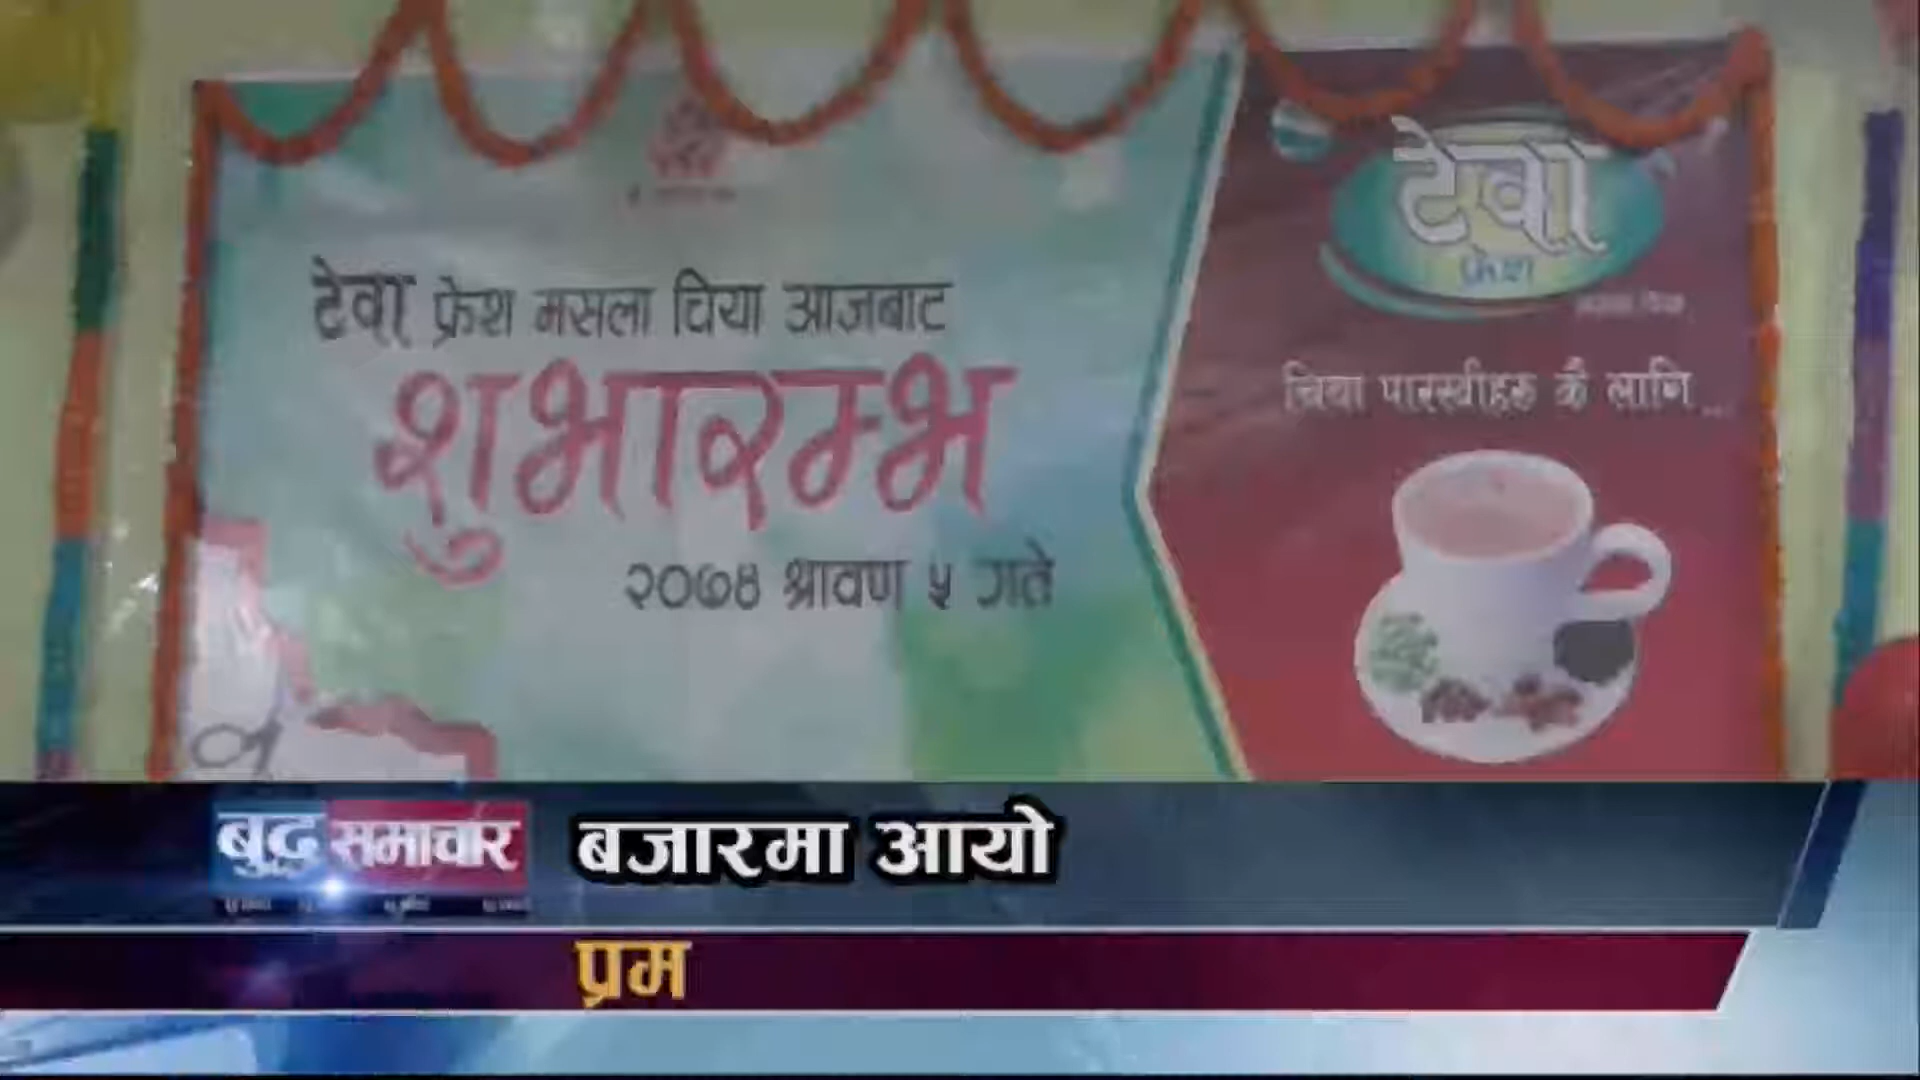 टेवा फ्रेश मसला चिया आजबाट
शुभारम्भ
२०७४ श्रावण ५ गते
टेवा
फ्रेश
चिया पारखीहरु कै लागि...
बुद्ध समाचार
बजारमा आयो
प्रम